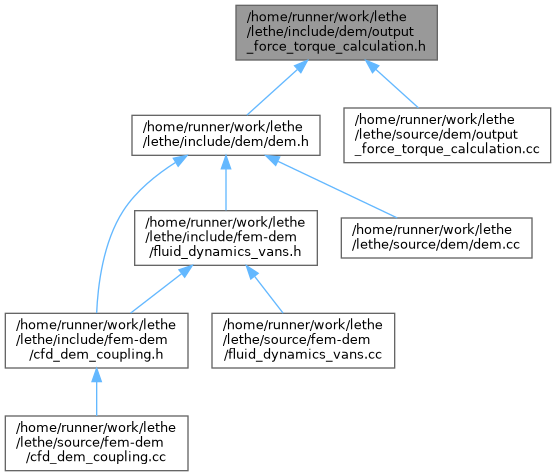 /home/runner/work/lethe
/lethe/include/dem/output
_force_torque_calculation.h
/home/runner/work/lethe
/lethe/include/dem/dem.h
/home/runner/work/lethe
/lethe/source/dem/output
_force_torque_calculation.cc
/home/runner/work/lethe
/lethe/include/fem-dem
/fluid_dynamics_vans.h
/home/runner/work/lethe
/lethe/source/dem/dem.cc
/home/runner/work/lethe
/lethe/include/fem-dem
/cfd_dem_coupling.h
/home/runner/work/lethe
/lethe/source/fem-dem
/fluid_dynamics_vans.cc
/home/runner/work/lethe
/lethe/source/fem-dem
/cfd_dem_coupling.cc